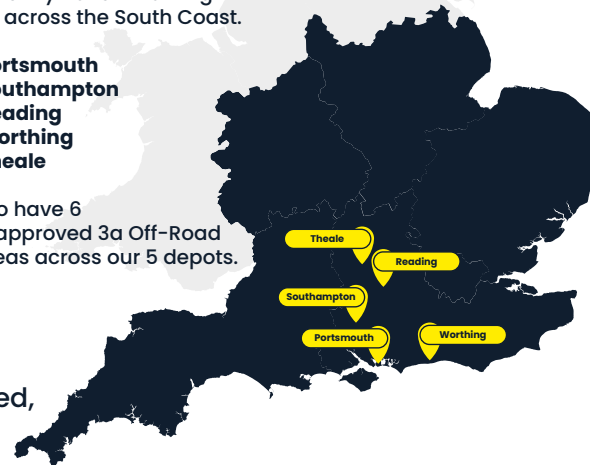 across the South Coast.
ortsmouth
outhampton
eading
orthing
heale
o have 6
approved 3a Off-Road
eas across our 5 depots.
ed,
Theale
Reading
Southampton
Portsmouth
Worthing